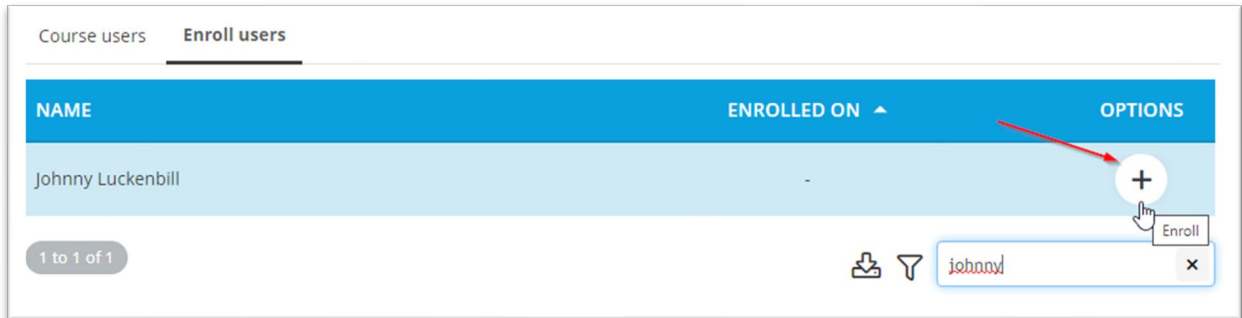 Course users Enroll users
NAME ENROLLED ON OPTIONS
Johnny Luckenbill -
Enroll
1 to 1 of 1 johnny